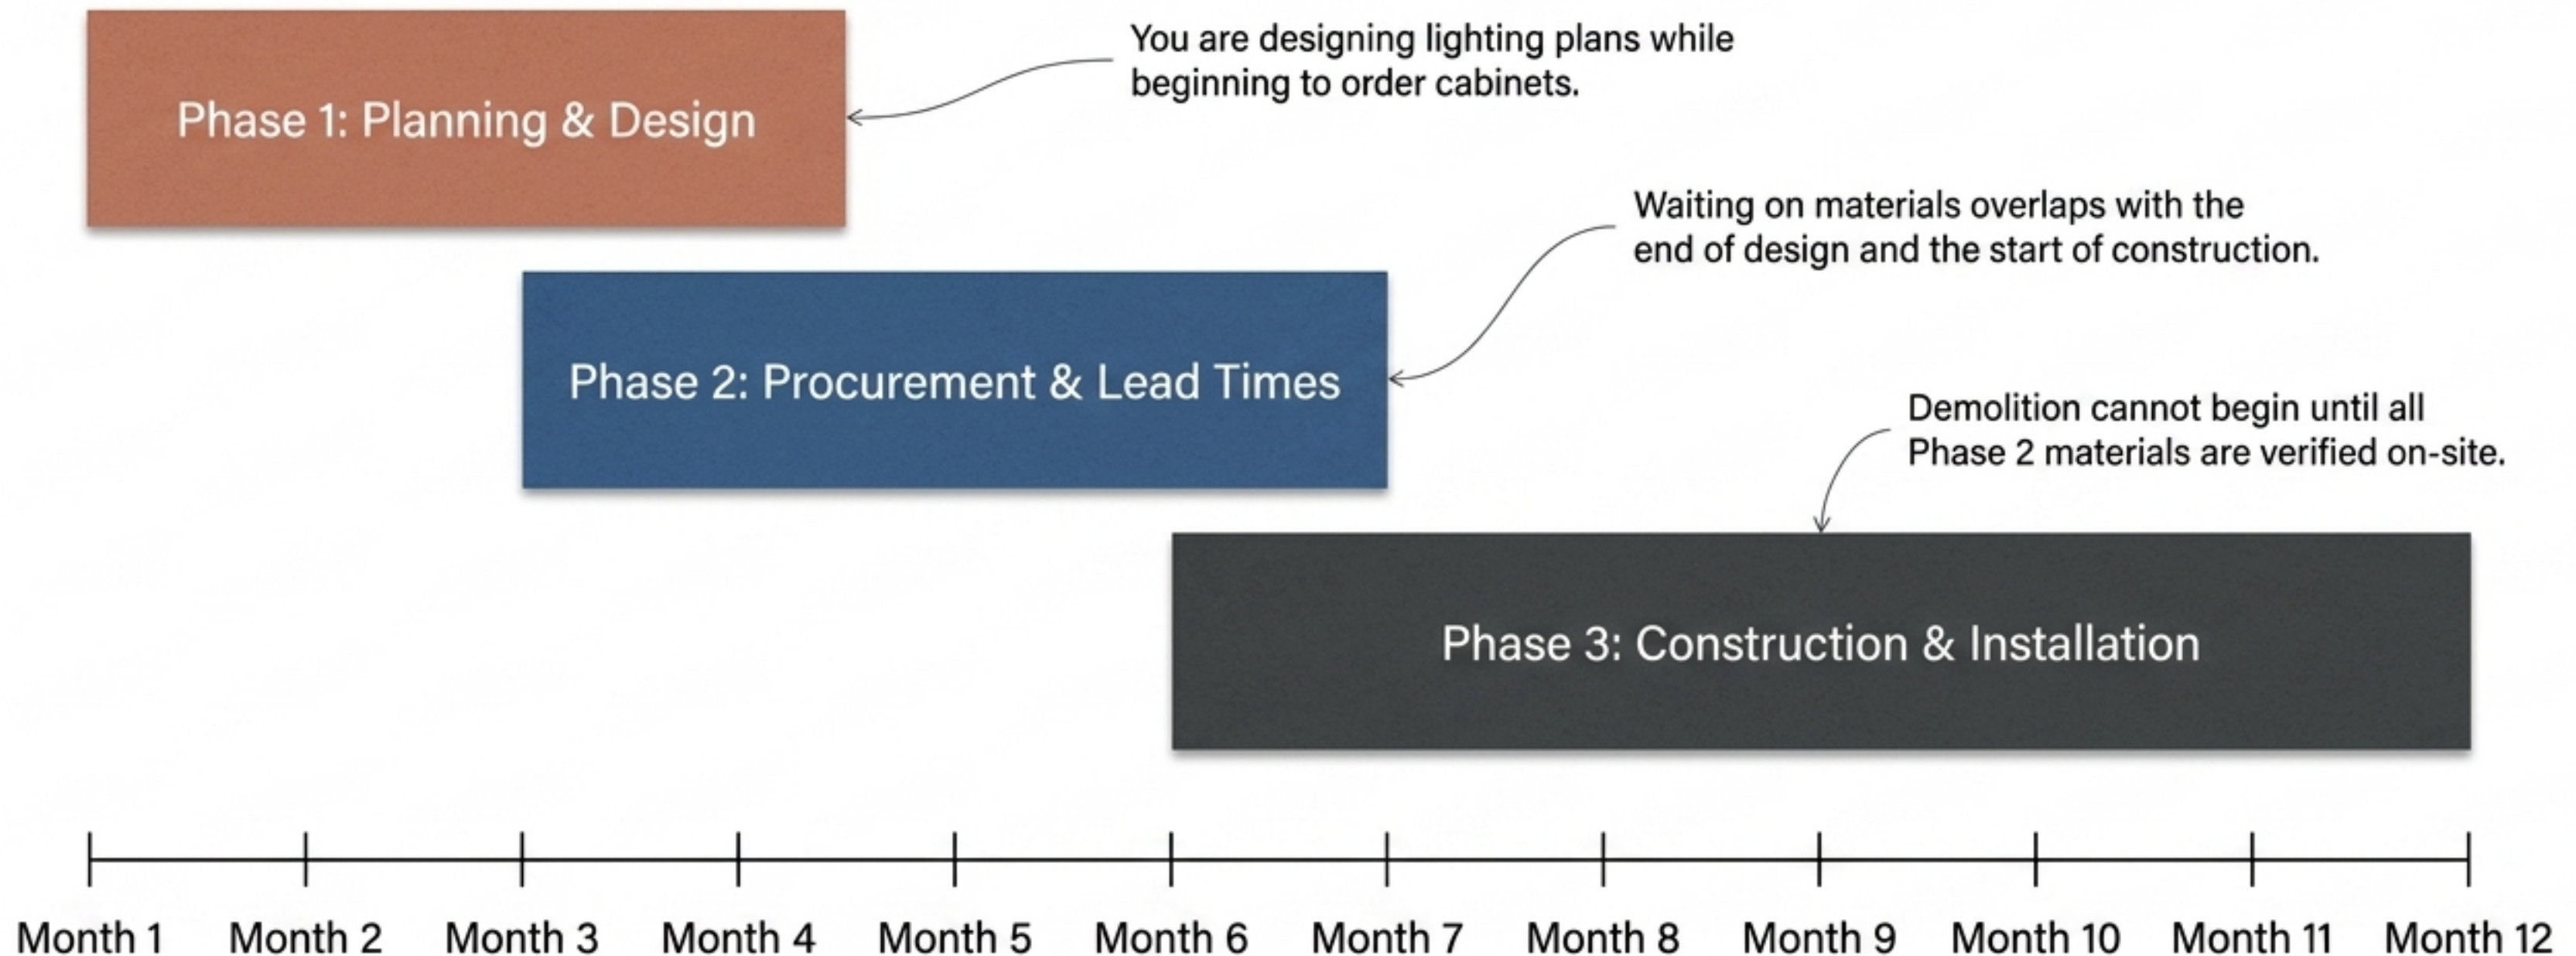 Phase 1: Planning & Design
You are designing lighting plans while
beginning to order cabinets.
Phase 2: Procurement & Lead Times
Waiting on materials overlaps with the
end of design and the start of construction.
Demolition cannot begin until all
Phase 2 materials are verified on-site.
Phase 3: Construction & Installation
Month 1 Month 2 Month 3 Month 4 Month 5 Month 6 Month 7 Month 8 Month 9 Month 10 Month 11 Month 12